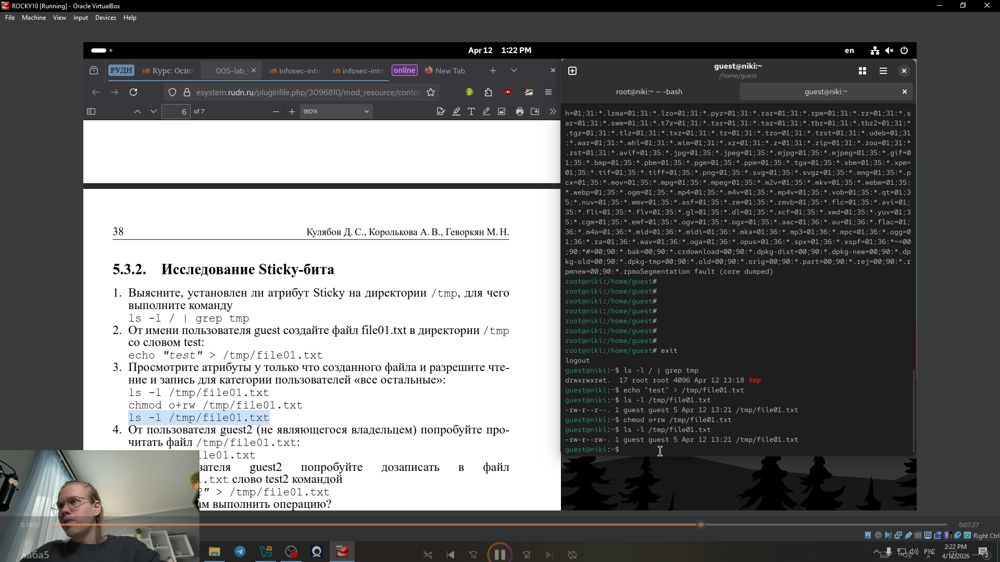 ROCKY10 [Running] - Oracle VirtualBox
File Machine View Input Devices Help
Apr 12 1:22 PM
en
РУДН
Курс: Осно
005-lab_
infosec-intr
infosec-intr
online
New Tab
esystem.rudn.ru/pluginfile.php/3096810/mod_resource/conten
6 of 7
180%
38
Кулябов Д. С., Королькова А. В., Геворкян М. Н.
5.3.2. Исследование Sticky-бита
1. Выясните, установлен ли атрибут Sticky на директории /tmp, для чего
выполните команду
ls -l / | grep tmp
2. От имени пользователя guest создайте файл file01.txt в директории /tmp
со словом test:
echo "test" > /tmp/file01.txt
3. Просмотрите атрибуты у только что созданного файла и разрешите чте-
ние и запись для категории пользователей «все остальные»:
ls -l /tmp/file01.txt
chmod o+rw /tmp/file01.txt
ls -l /tmp/file01.txt
4. От пользователя guest2 (не являющегося владельцем) попробуйте про-
читать файл /tmp/file01.txt:
le01.txt
вателя guest2 попробуйте дозаписать в файл
.txt слово test2 командой
2" > /tmp/file01.txt
ам выполнить операцию?
guest@niki:~
/home/guest
root@niki:~ – -bash
guest@niki:~
h=01;31:*.lzma=01;31:*.lzo=01;31:*.pyz=01;31:*.rar=01;31:*.rpm=01;31:*.rz=01;31:*.s
ar=01;31:*.swm=01;31:*.t7z=01;31:*.tar=01;31:*.taz=01;31:*.tbz=01;31:*.tbz2=01;31:*
.tgz=01;31:*.tlz=01;31:*.txz=01;31:*.tz=01;31:*.tzo=01;31:*.tzst=01;31:*.udeb=01;31
:*.war=01;31:*.whl=01;31:*.wim=01;31:*.xz=01;31:*.z=01;31:*.zip=01;31:*.zoo=01;31:*
.zst=01;31:*.avif=01;35:*.jpg=01;35:*.jpeg=01;35:*.mjpg=01;35:*.mjpeg=01;35:*.gif=0
1;35:*.bmp=01;35:*.pbm=01;35:*.pgm=01;35:*.ppm=01;35:*.tga=01;35:*.xbm=01;35:*.xpm=
01;35:*.tif=01;35:*.tiff=01;35:*.png=01;35:*.svg=01;35:*.svgz=01;35:*.mng=01;35:*.p
cx=01;35:*.mov=01;35:*.mpg=01;35:*.mpeg=01;35:*.m2v=01;35:*.mkv=01;35:*.webm=01;35:
*.webp=01;35:*.ogm=01;35:*.mp4=01;35:*.m4v=01;35:*.mp4v=01;35:*.vob=01;35:*.qt=01;3
5:*.nuv=01;35:*.wmv=01;35:*.asf=01;35:*.rm=01;35:*.rmvb=01;35:*.flc=01;35:*.avi=01;
35:*.fli=01;35:*.flv=01;35:*.gl=01;35:*.dl=01;35:*.xcf=01;35:*.xwd=01;35:*.yuv=01;3
5:*.cgm=01;35:*.emf=01;35:*.ogv=01;35:*.ogx=01;35:*.aac=01;36:*.au=01;36:*.flac=01;
36:*.m4a=01;36:*.mid=01;36:*.midi=01;36:*.mka=01;36:*.mp3=01;36:*.mpc=01;36:*.ogg=0
1;36:*.ra=01;36:*.wav=01;36:*.oga=01;36:*.opus=01;36:*.spx=01;36:*.xspf=01;36:*~=00
;90:*#=00;90:*.bak=00;90:*.crdownload=00;90:*.dpkg-dist=00;90:*.dpkg-new=00;90:*.dp
kg-old=00;90:*.dpkg-tmp=00;90:*.old=00;90:*.orig=00;90:*.part=00;90:*.rej=00;90:*.r
pmnew=00;90:*.rpmoSegmentation fault (core dumped)
root@niki:/home/guest#
root@niki:/home/guest#
root@niki:/home/guest#
root@niki:/home/guest#
root@niki:/home/guest#
root@niki:/home/guest#
root@niki:/home/guest#
root@niki:/home/guest# exit
logout
guest@niki:~$ ls -l / | grep tmp
drwxrwxrwt. 17 root root 4096 Apr 12 13:18 tmp
guest@niki:~$ echo "test" > /tmp/file01.txt
guest@niki:~$ ls -l /tmp/file01.txt
-rw-r--r--. 1 guest guest 5 Apr 12 13:21 /tmp/file01.txt
guest@niki:~$ chmod o+rw /tmp/file01.txt
guest@niki:~$ ls -l /tmp/file01.txt
-rw-r--rw-. 1 guest guest 5 Apr 12 13:21 /tmp/file01.txt
guest@niki:~$
0:19:52
0:07:27
Right Ctrl
лаба5
10
30
РУС
2:22 PM
4/12/2026
2